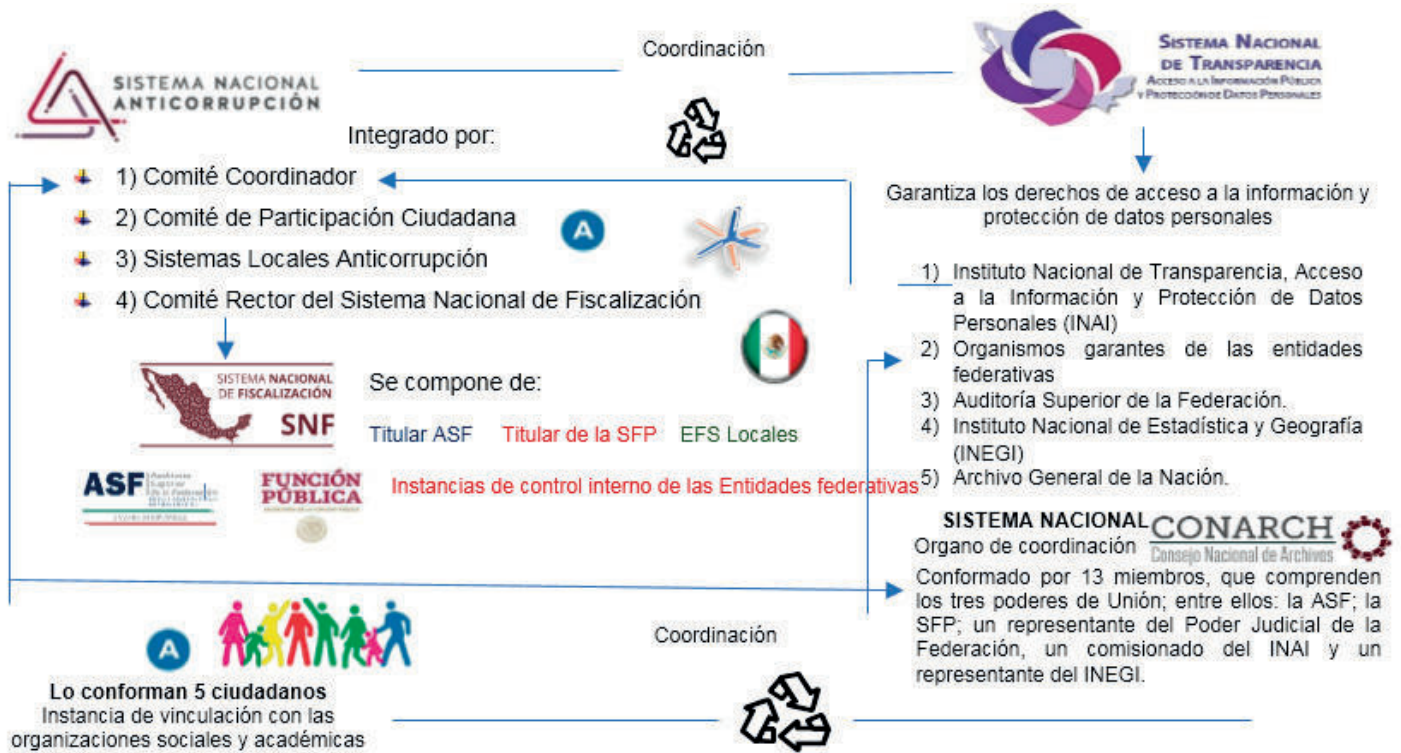 Coordinación
SISTEMA NACIONAL
ANTICORRUPCIÓN
SISTEMA NACIONAL
DE TRANSPARENCIA
ACCESO A LA INFORMACIÓN PÚBLICA
Y PROTECCIÓN DE DATOS PERSONALES
Integrado por:
1) Comité Coordinador
2) Comité de Participación Ciudadana
3) Sistemas Locales Anticorrupción
4) Comité Rector del Sistema Nacional de Fiscalización
A
Garantiza los derechos de acceso a la información y
protección de datos personales
1) Instituto Nacional de Transparencia, Acceso
a la Información y Protección de Datos
Personales (INAI)
2) Organismos garantes de las entidades
federativas
3) Auditoría Superior de la Federación.
4) Instituto Nacional de Estadística y Geografía
(INEGI)
5) Archivo General de la Nación.
SISTEMA NACIONAL
DE FISCALIZACIÓN
SNF
Se compone de:
Titular ASF Titular de la SFP EFS Locales
ASF
FUNCIÓN
PÚBLICA
Instancias de control interno de las Entidades federativas
SISTEMA NACIONAL
Organo de coordinación
CONARCH
Consejo Nacional de Archivos
Conformado por 13 miembros, que comprenden
los tres poderes de Unión; entre ellos: la ASF; la
SFP; un representante del Poder Judicial de la
Federación, un comisionado del INAI y un
representante del INEGI.
A
Lo conforman 5 ciudadanos
Instancia de vinculación con las
organizaciones sociales y académicas
Coordinación